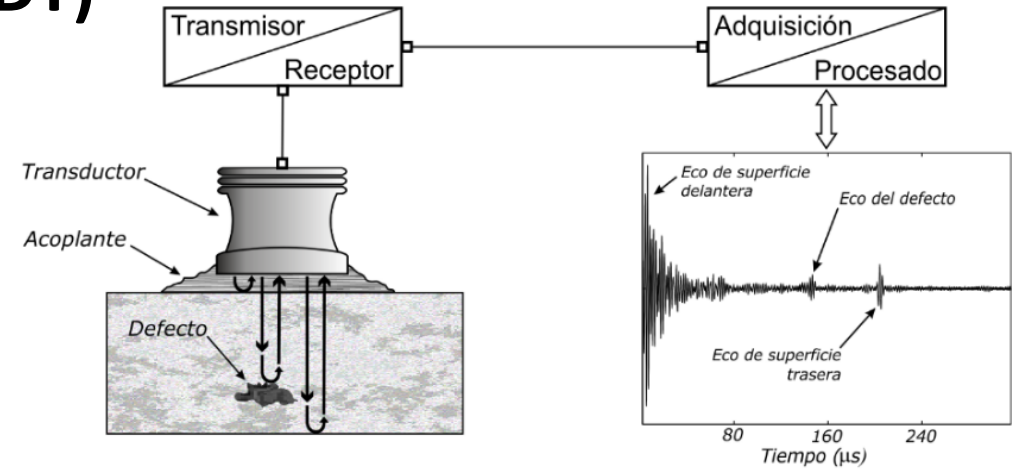 DT)
Transmisor
Receptor
Adquisición
Procesado
Transductor
Acoplante
Defecto
Eco de superficie
delantera
Eco del defecto
Eco de superficie
trasera
80 160 240
Tiempo (μs)